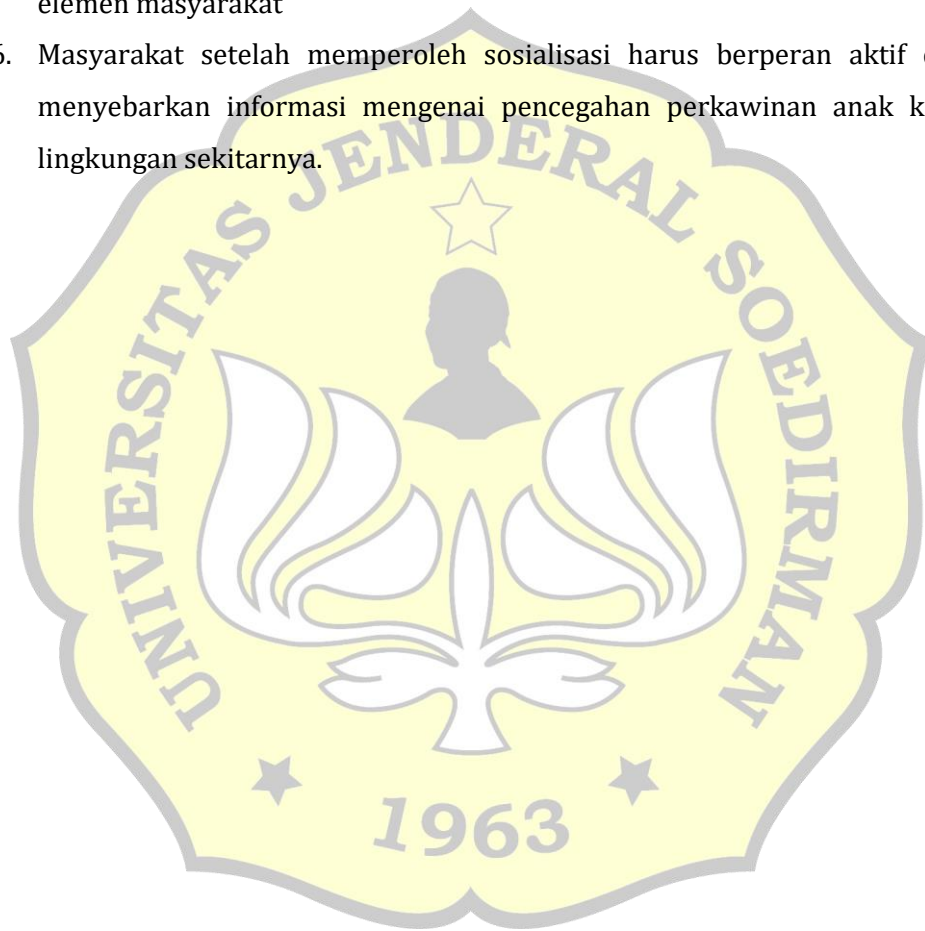 elemen masyarakat
6. Masyarakat setelah memperoleh sosialisasi harus berperan aktif
menyebarkan informasi mengenai pencegahan perkawinan anak
lingkungan sekitarnya.
UNIVERSITAS JENDERAL SOEDIRMAN
1963